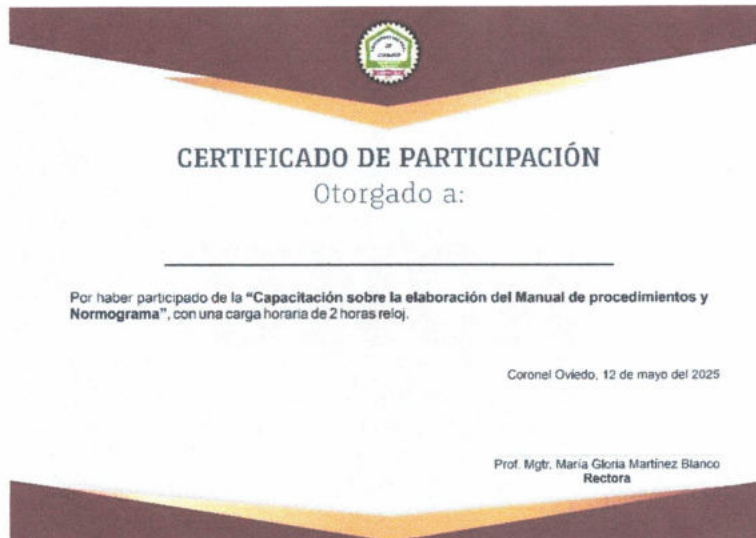 CERTIFICADO DE PARTICIPACIÓN
Otorgado a:
Por haber participado de la “Capacitación sobre la elaboración del Manual de procedimientos y
Normograma”, con una carga horaria de 2 horas reloj.
Coronel Oviedo, 12 de mayo del 2025
Prof. Mgtr. María Gloria Martínez Blanco
Rectora